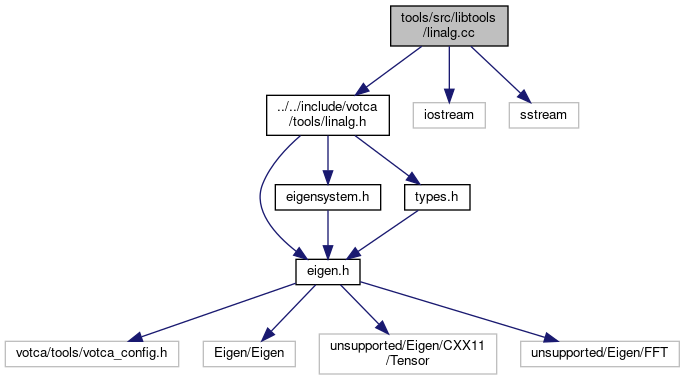 tools/src/libtools
/linalg.cc
../../include/votca
/tools/linalg.h
iostream
sstream
eigensystem.h
types.h
eigen.h
votca/tools/votca_config.h
Eigen/Eigen
unsupported/Eigen/CXX11
/Tensor
unsupported/Eigen/FFT